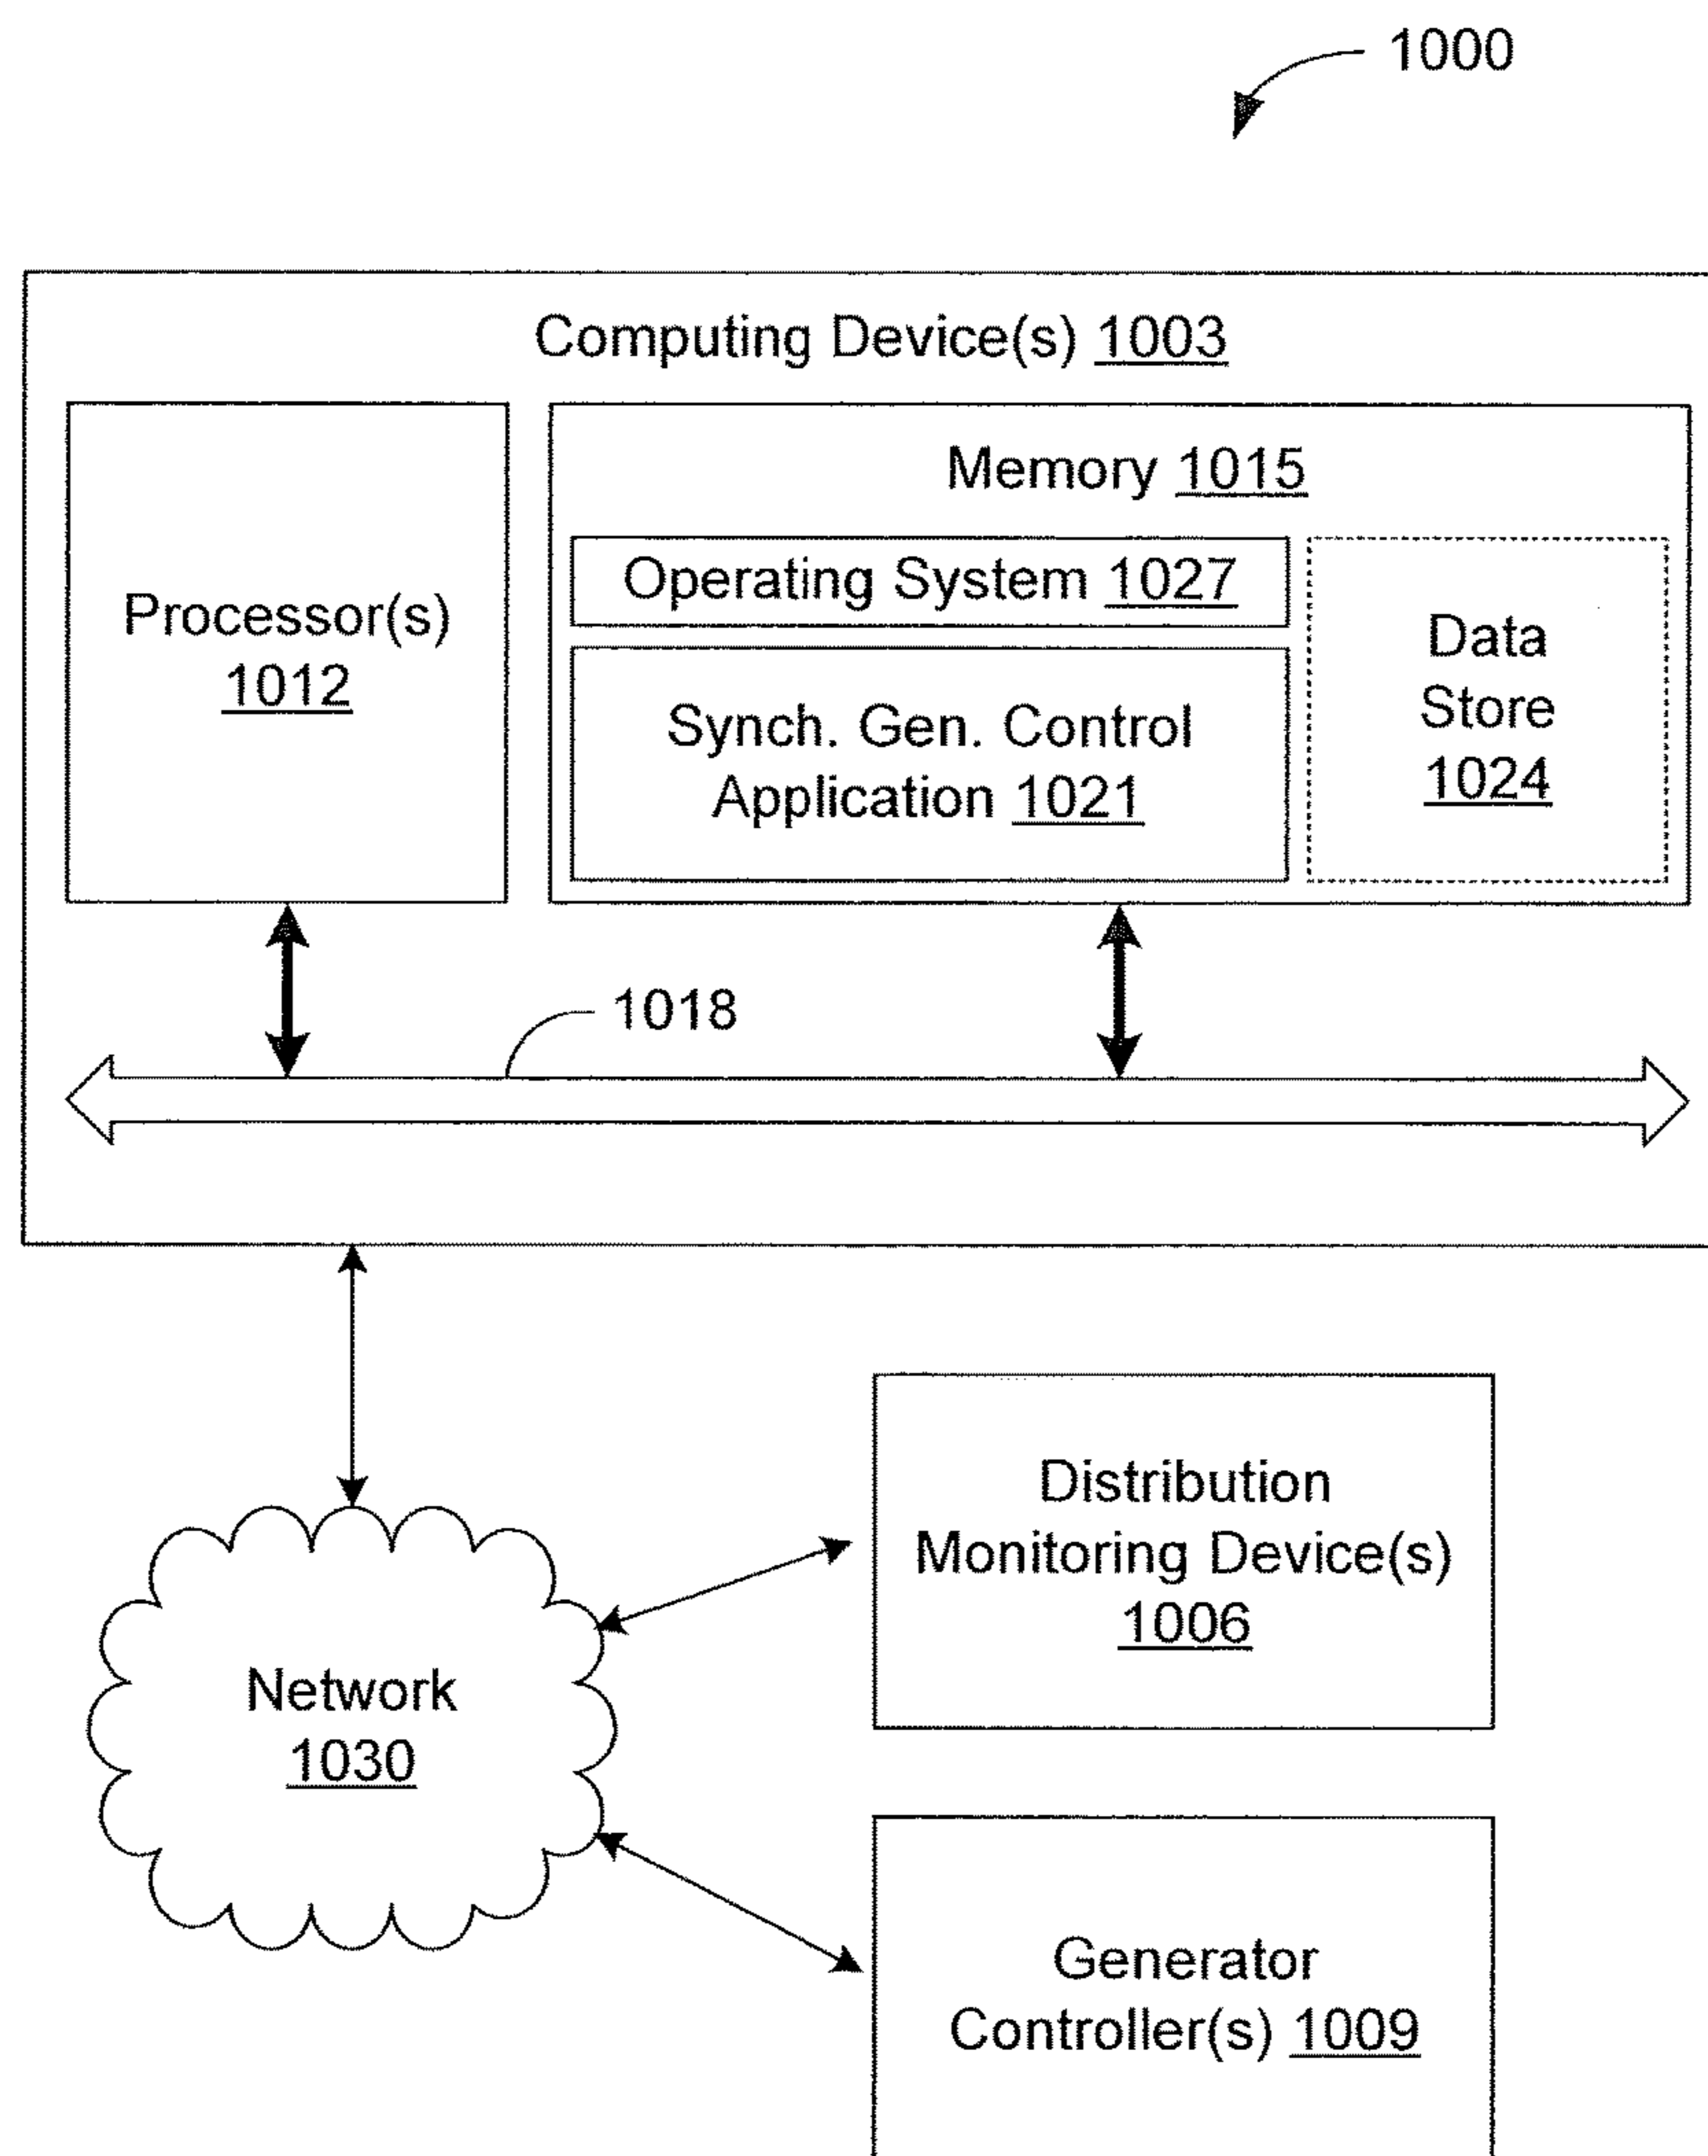 1000
Computing Device(s) 1003
Processor(s)
1012
Memory 1015
Operating System 1027
Synch. Gen. Control
Application 1021
Data
Store
1024
1018
Distribution
Monitoring Device(s)
1006
Network
1030
Generator
Controller(s) 1009